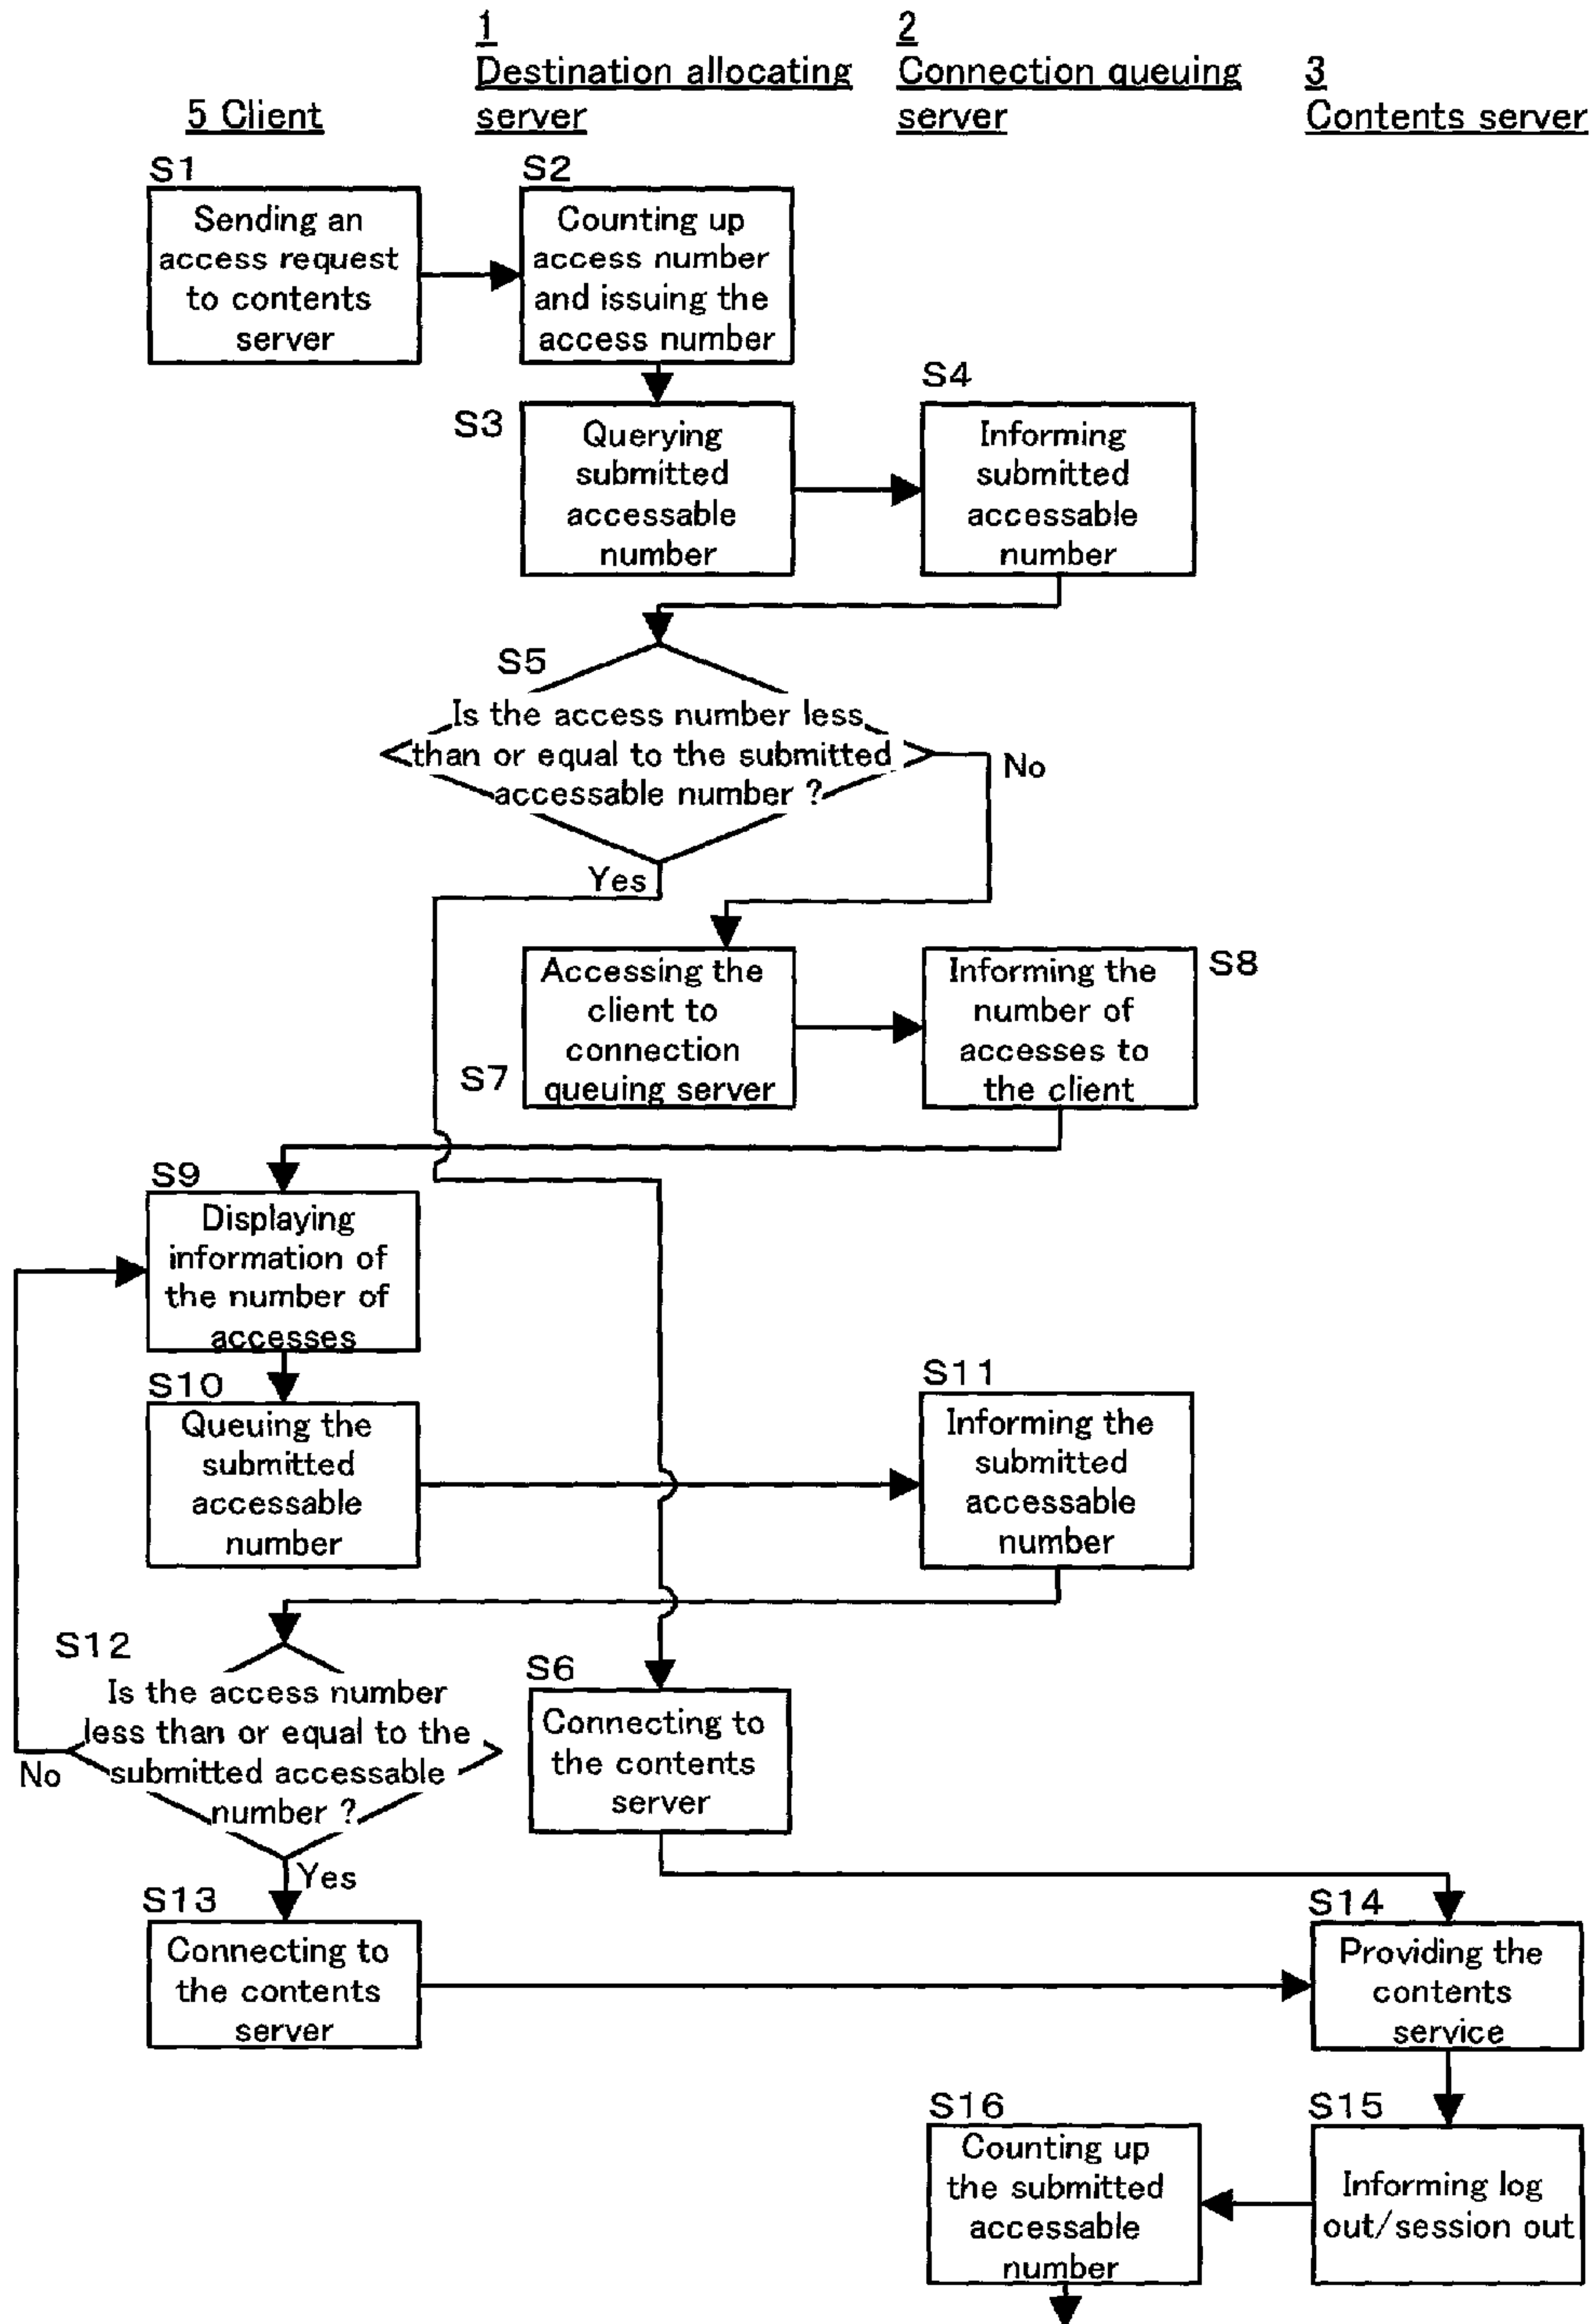 1
Destination allocating
server
2
Connection queuing
server
3
Contents server
5 Client
S1
Sending an
access request
to contents
server
S2
Counting up
access number
and issuing the
access number
S3
Querying
submitted
accessable
number
S4
Informing
submitted
accessable
number
S5
Is the access number less
than or equal to the submitted
accessable number ?
No
Yes
Accessing the
client to
connection
queuing server
S7
Informing the
number of
accesses to
the client
S8
S9
Displaying
information of
the number of
accesses
S10
Queuing the
submitted
accessable
number
S11
Informing the
submitted
accessable
number
S12
Is the access number
less than or equal to the
submitted accessable
number ?
No
Yes
S6
Connecting to
the contents
server
S13
Connecting to
the contents
server
S14
Providing the
contents
service
S16
Counting up
the submitted
accessable
number
S15
Informing log
out/session out